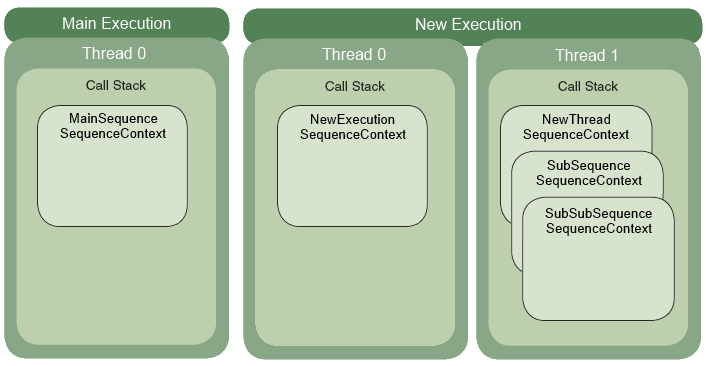 Main Execution
New Execution
Thread 0
Call Stack
MainSequence
SequenceContext
Thread 0
Call Stack
NewExecution
SequenceContext
Thread 1
Call Stack
NewThread
SequenceContext
SubSequence
SequenceContext
SubSubSequence
SequenceContext